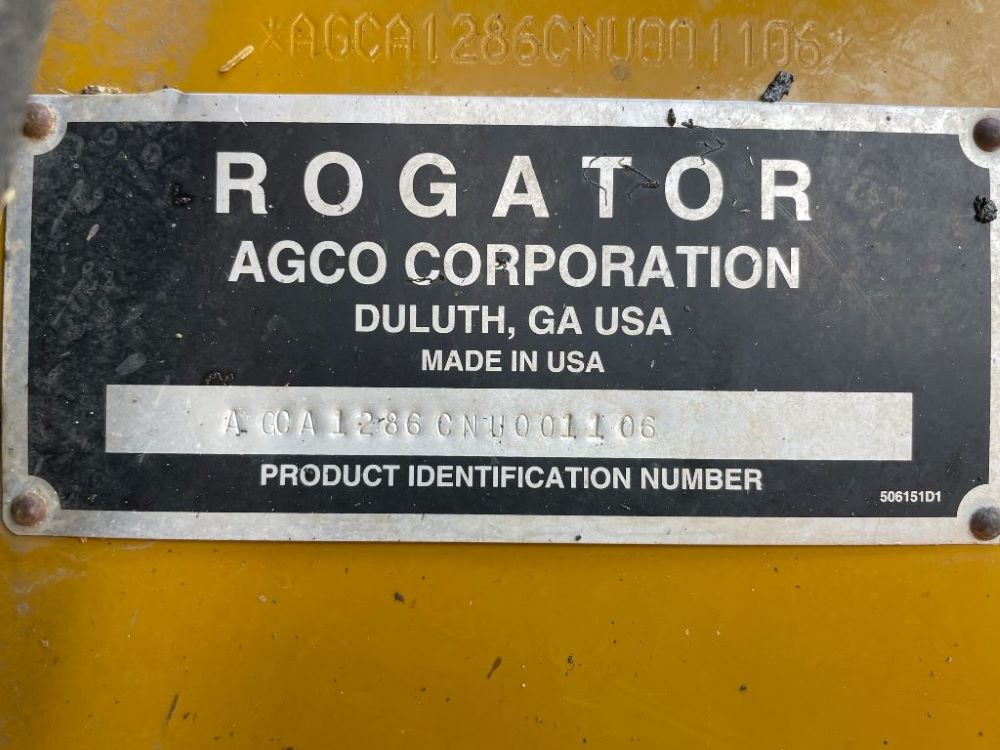 *AGCA1286CNU001106*
ROGATOR
AGCO CORPORATION
DULUTH, GA USA
MADE IN USA
AGCA1286CNU001106
PRODUCT IDENTIFICATION NUMBER
506151D1